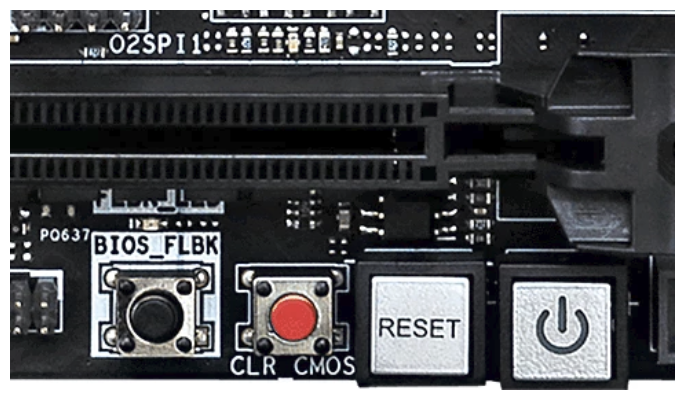 O2SPI1
PO637
BIOS_FLBK
RESET
CLR CMOS